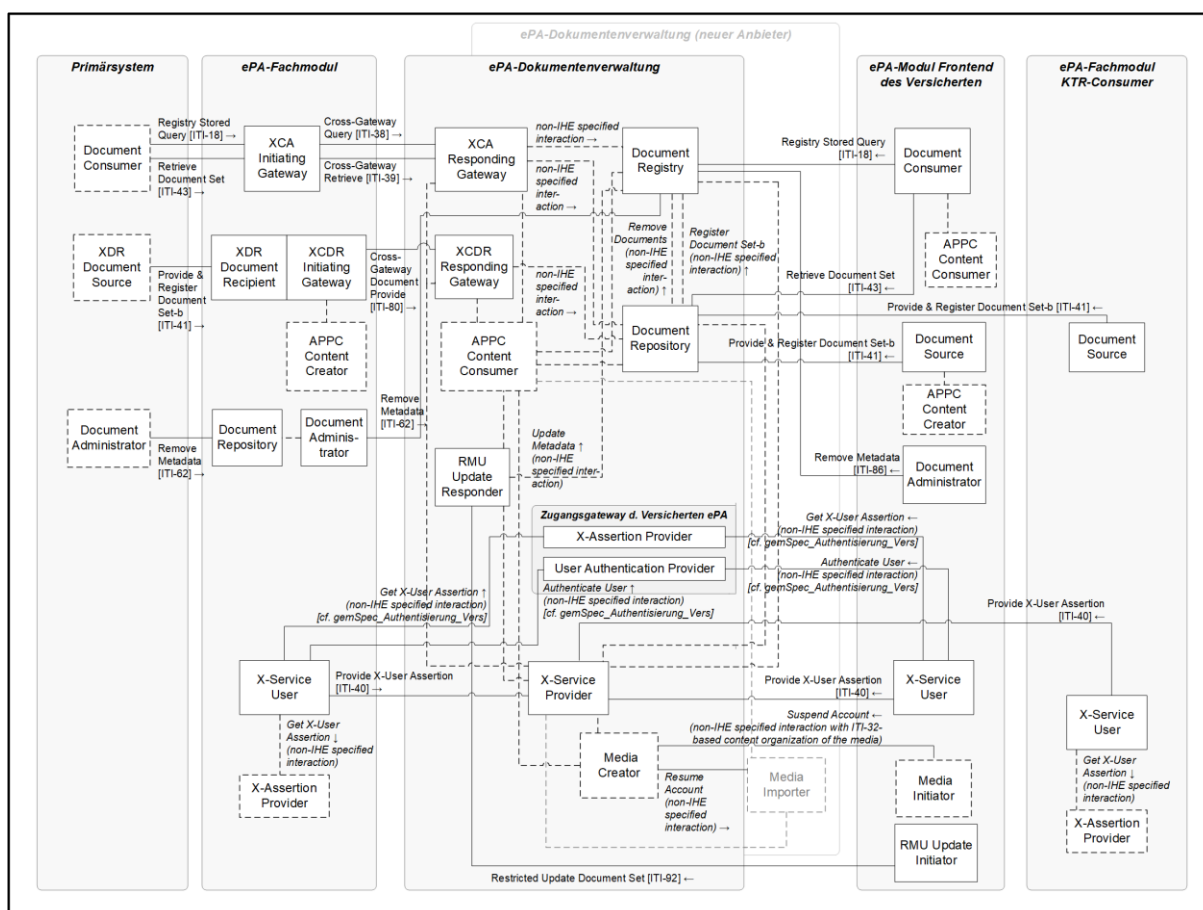 ePA-Dokumentenverwaltung (neuer Anbieter)
Primärsystem
ePA-Fachmodul
ePA-Dokumentenverwaltung
ePA-Modul Frontend
des Versicherten
ePA-Fachmodul
KTR-Consumer
Document
Consumer
Registry Stored
Query [ITI-18] →
Retrieve
Document Set
[ITI-43] →
XCA
Initiating
Gateway
Cross-Gateway
Query [ITI-38] →
Cross-Gateway
Retrieve [ITI-39] →
XCA
Responding
Gateway
non-IHE specified
interaction →
non-IHE
specified
inter-
action →
Document
Registry
Registry Stored Query
[ITI-18] ←
Document
Consumer
APPC
Content
Consumer
XDR
Document
Source
Provide &
Register
Document
Set-b
[ITI-41] →
XDR
Document
Recipient
XCDR
Initiating
Gateway
Cross-
Gateway
Document
Provide
[ITI-80] →
XCDR
Responding
Gateway
non-IHE
specified
inter-
action →
Remove
Documents
(non-IHE
specified
inter-
action) ↑
Register
Document Set-b
(non-IHE specified
interaction) ↑
Retrieve Document Set
[ITI-43] ←
Provide & Register Document Set-b [ITI-41] ←
APPC
Content
Creator
APPC
Content
Consumer
Document
Repository
Provide & Register Document Set-b
[ITI-41] ←
Document
Source
Document
Source
APPC
Content
Creator
Document
Administrator
Remove
Metadata
[ITI-62] →
Document
Repository
Document
Adminis-
trator
Remove
Metadata
[ITI-62] →
RMU
Update
Responder
Update
Metadata ↑
(non-IHE
specified inter-
action)
Remove Metadata
[ITI-86] ←
Document
Administrator
Zugangsgateway d. Versicherten ePA
X-Assertion Provider
User Authentication Provider
Get X-User Assertion ←
(non-IHE specified interaction)
[cf. gemSpec_Authentisierung_Vers]
Authenticate User ←
(non-IHE specified interaction)
[cf. gemSpec_Authentisierung_Vers]
Get X-User Assertion ↑
(non-IHE specified interaction)
[cf. gemSpec_Authentisierung_Vers]
Authenticate User ↑
(non-IHE specified interaction)
[cf. gemSpec_Authentisierung_Vers]
Provide X-User Assertion
[ITI-40] ←
X-Service
User
Provide X-User Assertion
[ITI-40] →
X-Service
Provider
Provide X-User Assertion
[ITI-40] ←
X-Service
User
X-Service
User
Get X-User
Assertion ↓
(non-IHE specified
interaction)
X-Assertion
Provider
Suspend Account ←
(non-IHE specified interaction with ITI-32-
based content organization of the media)
Media
Creator
Resume
Account
(non-IHE
specified
interaction) →
Media
Importer
Media
Initiator
Get X-User
Assertion ↓
(non-IHE specified
interaction)
X-Assertion
Provider
RMU Update
Initiator
Restricted Update Document Set [ITI-92] ←